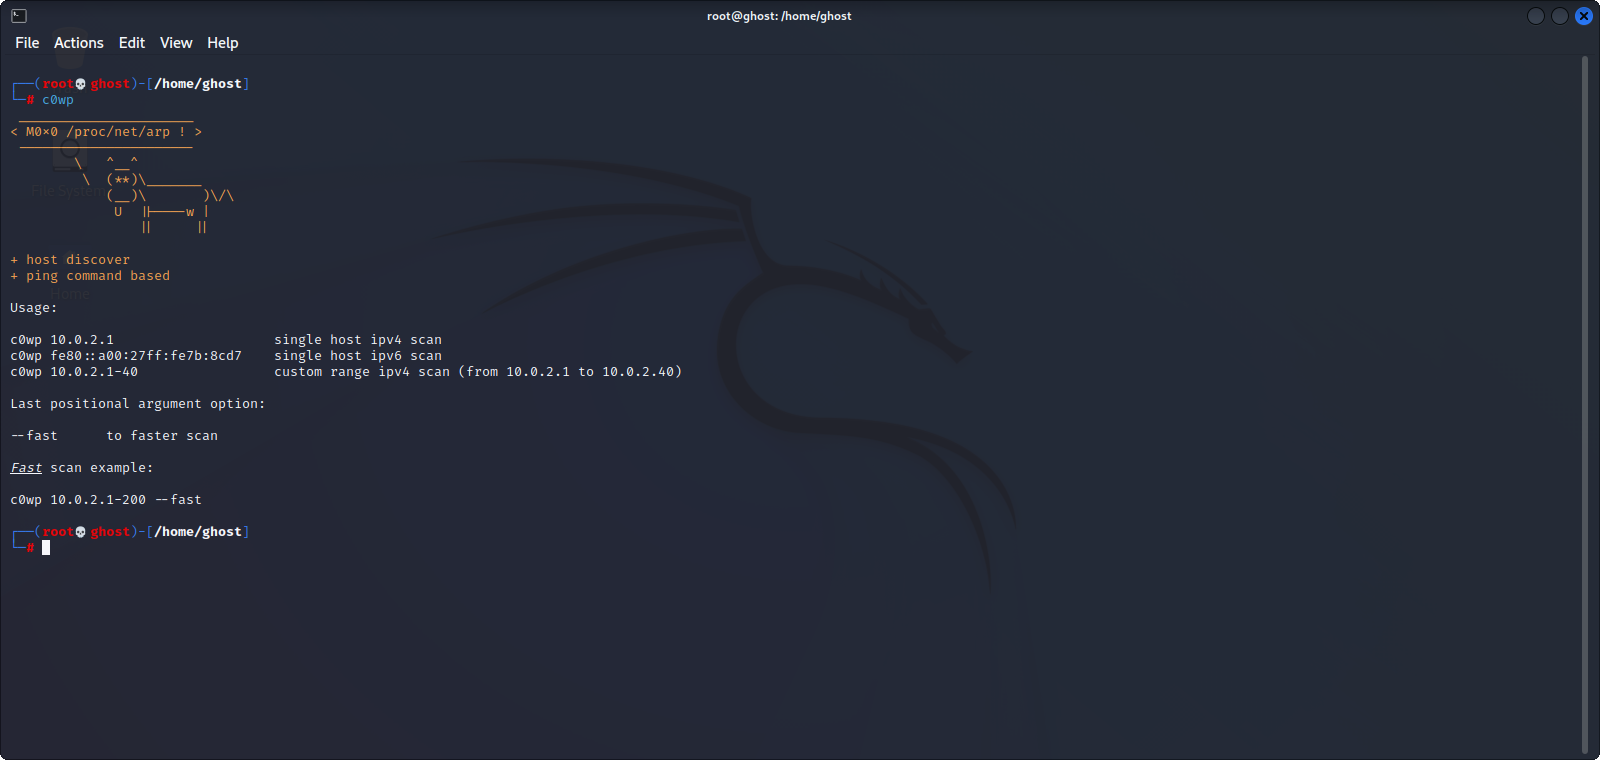 root@ghost: /home/ghost
File Actions Edit View Help
┌──(root💀ghost)-[/home/ghost]
└─# c0wp
 ______________________
< M0×0 /proc/net/arp ! >
 ----------------------
        \   ^__^
         \  (**)\_______
            (__)\       )\/\
             U  ||----w |
                ||     ||
+ host discover
+ ping command based
Home
Usage:
c0wp 10.0.2.1                    single host ipv4 scan
c0wp fe80::a00:27ff:fe7b:8cd7    single host ipv6 scan
c0wp 10.0.2.1-40                 custom range ipv4 scan (from 10.0.2.1 to 10.0.2.40)
Last positional argument option:
--fast      to faster scan
Fast scan example:
c0wp 10.0.2.1-200 --fast
┌──(root💀ghost)-[/home/ghost]
└─#